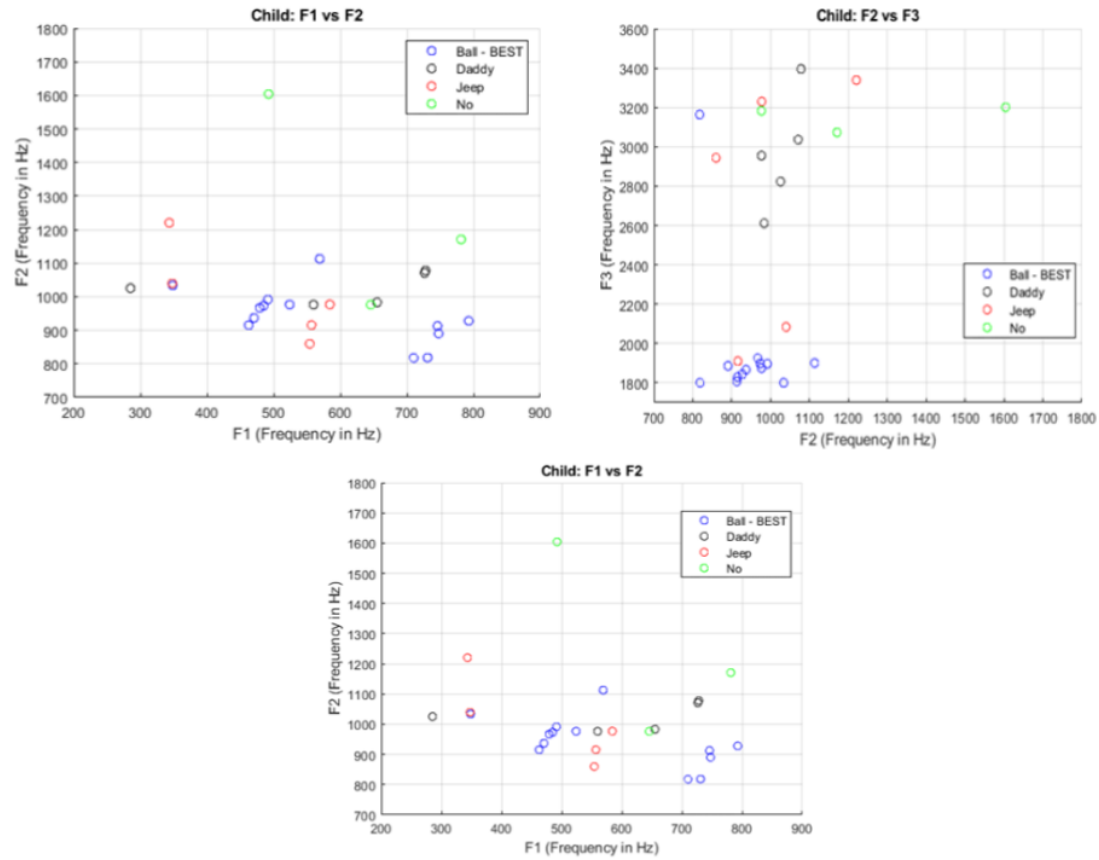 Child: F1 vs F2
1800
1700
1600
1500
1400
1300
1200
1100
1000
900
800
700
F2 (Frequency in Hz)
Ball - BEST
Daddy
Jeep
No
200 300 400 500 600 700 800 900
F1 (Frequency in Hz)
Child: F2 vs F3
3600
3400
3200
3000
2800
2600
2400
2200
2000
1800
F3 (Frequency in Hz)
Ball - BEST
Daddy
Jeep
No
700 800 900 1000 1100 1200 1300 1400 1500 1600 1700 1800
F2 (Frequency in Hz)
Child: F1 vs F2
1800
1700
1600
1500
1400
1300
1200
1100
1000
900
800
700
F2 (Frequency in Hz)
Ball - BEST
Daddy
Jeep
No
200 300 400 500 600 700 800 900
F1 (Frequency in Hz)